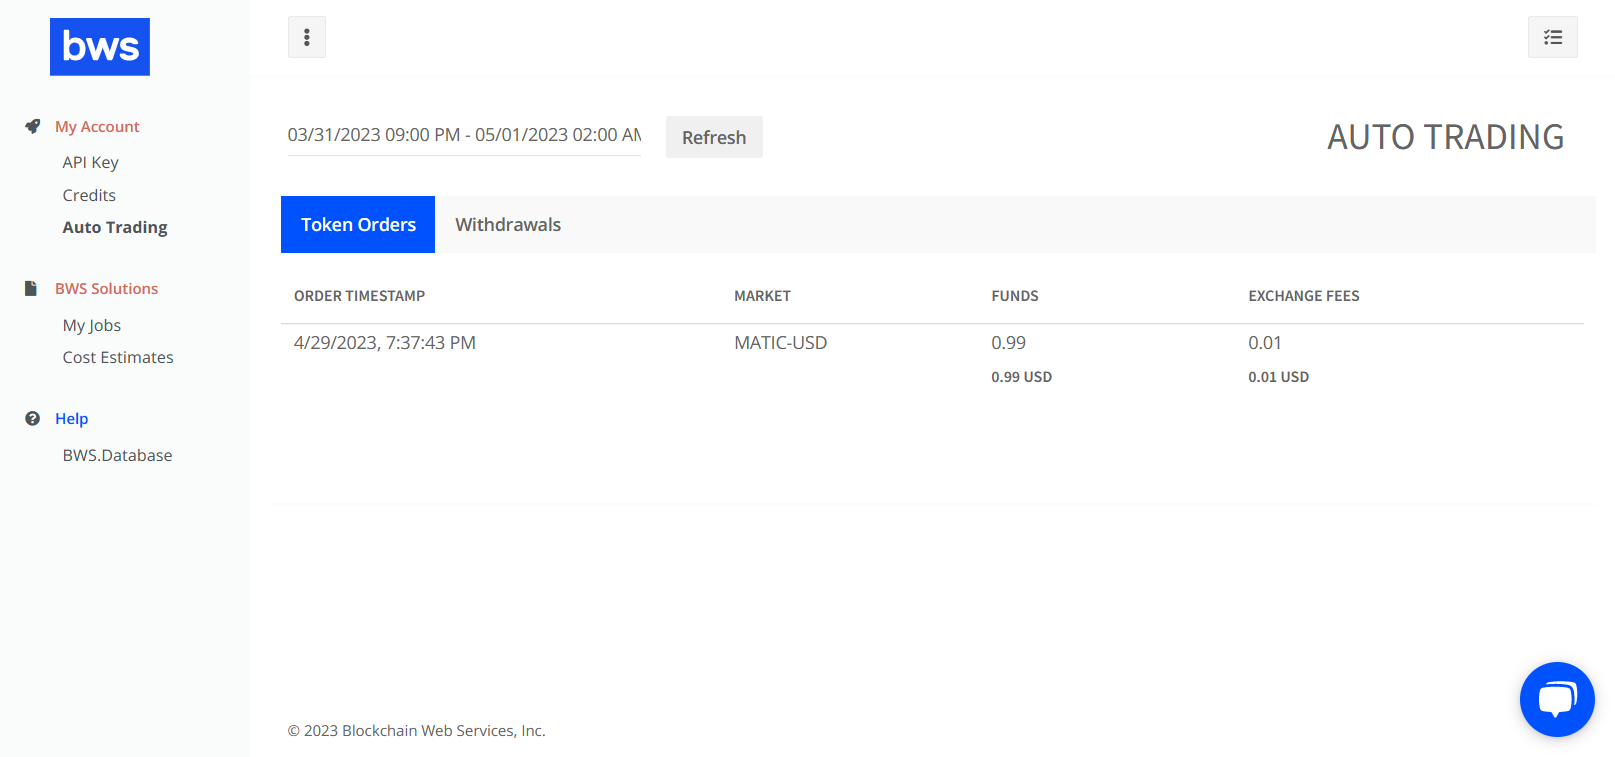 bws
My Account
API Key
Credits
Auto Trading
BWS Solutions
My Jobs
Cost Estimates
Help
BWS.Database
03/31/2023 09:00 PM - 05/01/2023 02:00 AM
Refresh
AUTO TRADING
Token Orders Withdrawals
ORDER TIMESTAMP MARKET FUNDS EXCHANGE FEES
4/29/2023, 7:37:43 PM MATIC-USD 0.99 0.01
0.99 USD 0.01 USD
© 2023 Blockchain Web Services, Inc.